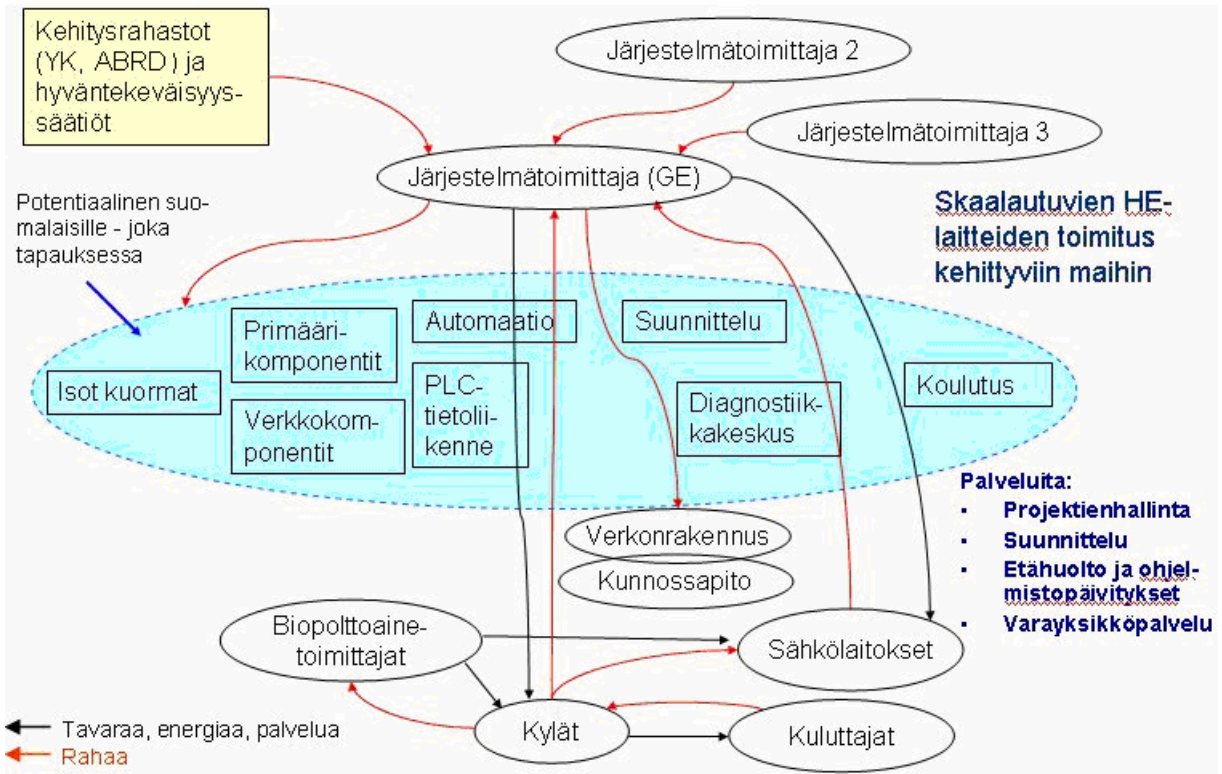 Kehitysrahastot
(YK, ABRD ) ja
hyväntekeväisyys-
säätiöt
Järjestelmätoimittaja 2
Järjestelmätoimittaja 3
Järjestelmätoimittaja (GE)
Potentiaalinen suo-
malaisille - joka
tapauksessa
Skaalautuvien HE-
laitteiden toimitus
kehittyviin maihin
Isot kuormat
Primääri-
komponentit
Verkkokom-
ponentit
Automaatio
PLC-
tietolii-
kenne
Suunnittelu
Diagnostiik-
kakeskus
Koulutus
Verkonrakennus
Kunnossapito
Palveluita:
• Projektienhallinta
• Suunnittelu
• Etähuolto ja ohjel-
mistopäivitykset
• Varayksikköpalvelu
Biopolttoaine-
toimittajat
Sähkölaitokset
Kylät
Kuluttajat
Tavaraa, energiaa, palvelua
Rahaa